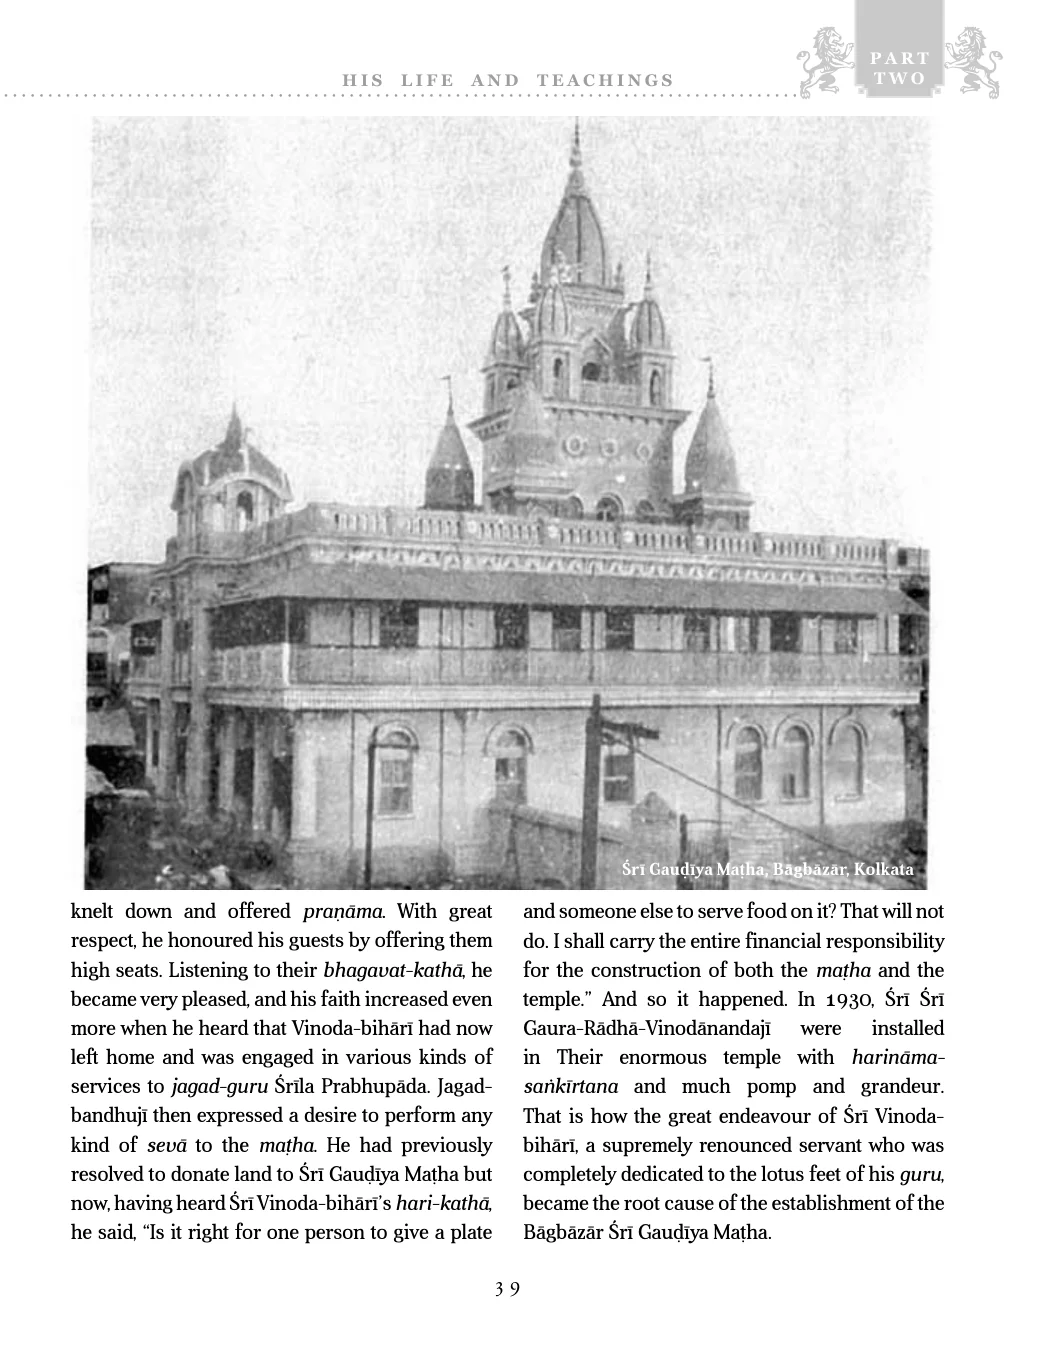 HIS LIFE AND TEACHINGS
PART
TWO
Śrī Gauḍīya Maṭha, Bāgbāzār, Kolkata
knelt down and offered praṇāma. With great
respect, he honoured his guests by offering them
high seats. Listening to their bhagavat-kathā, he
became very pleased, and his faith increased even
more when he heard that Vinoda-bihārī had now
left home and was engaged in various kinds of
services to jagad-guru Śrīla Prabhupāda. Jagad-
bandhujī then expressed a desire to perform any
kind of sevā to the maṭha. He had previously
resolved to donate land to Śrī Gauḍīya Maṭha but
now, having heard Śrī Vinoda-bihārī’s hari-kathā,
he said, “Is it right for one person to give a plate
and someone else to serve food on it? That will not
do. I shall carry the entire financial responsibility
for the construction of both the maṭha and the
temple.” And so it happened. In 1930, Śrī Śrī
Gaura-Rādhā-Vinodānandajī were installed
in Their enormous temple with harināma-
saṅkīrtana and much pomp and grandeur.
That is how the great endeavour of Śrī Vinoda-
bihārī, a supremely renounced servant who was
completely dedicated to the lotus feet of his guru,
became the root cause of the establishment of the
Bāgbāzār Śrī Gauḍīya Maṭha.
39